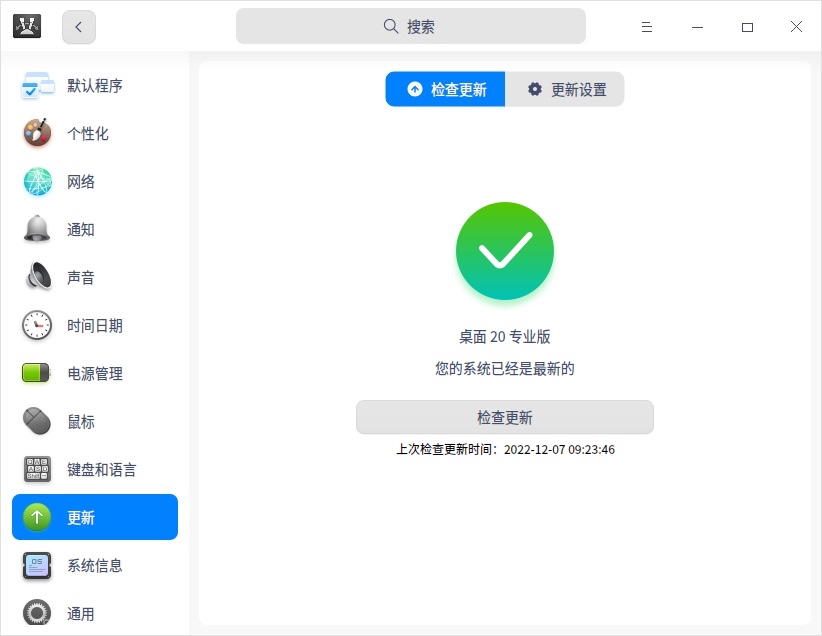 搜索
默认程序
个性化
网络
通知
声音
时间日期
电源管理
鼠标
键盘和语言
更新
系统信息
通用
检查更新
更新设置
桌面 20 专业版
您的系统已经是最新的
检查更新
上次检查更新时间：2022-12-07 09:23:46